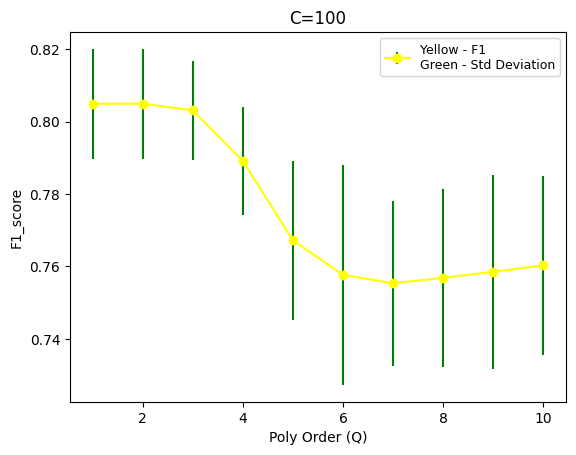 C=100
Yellow - F1
Green - Std Deviation
F1_score
0.82
0.80
0.78
0.76
0.74
2 4 6 8 10
Poly Order (Q)